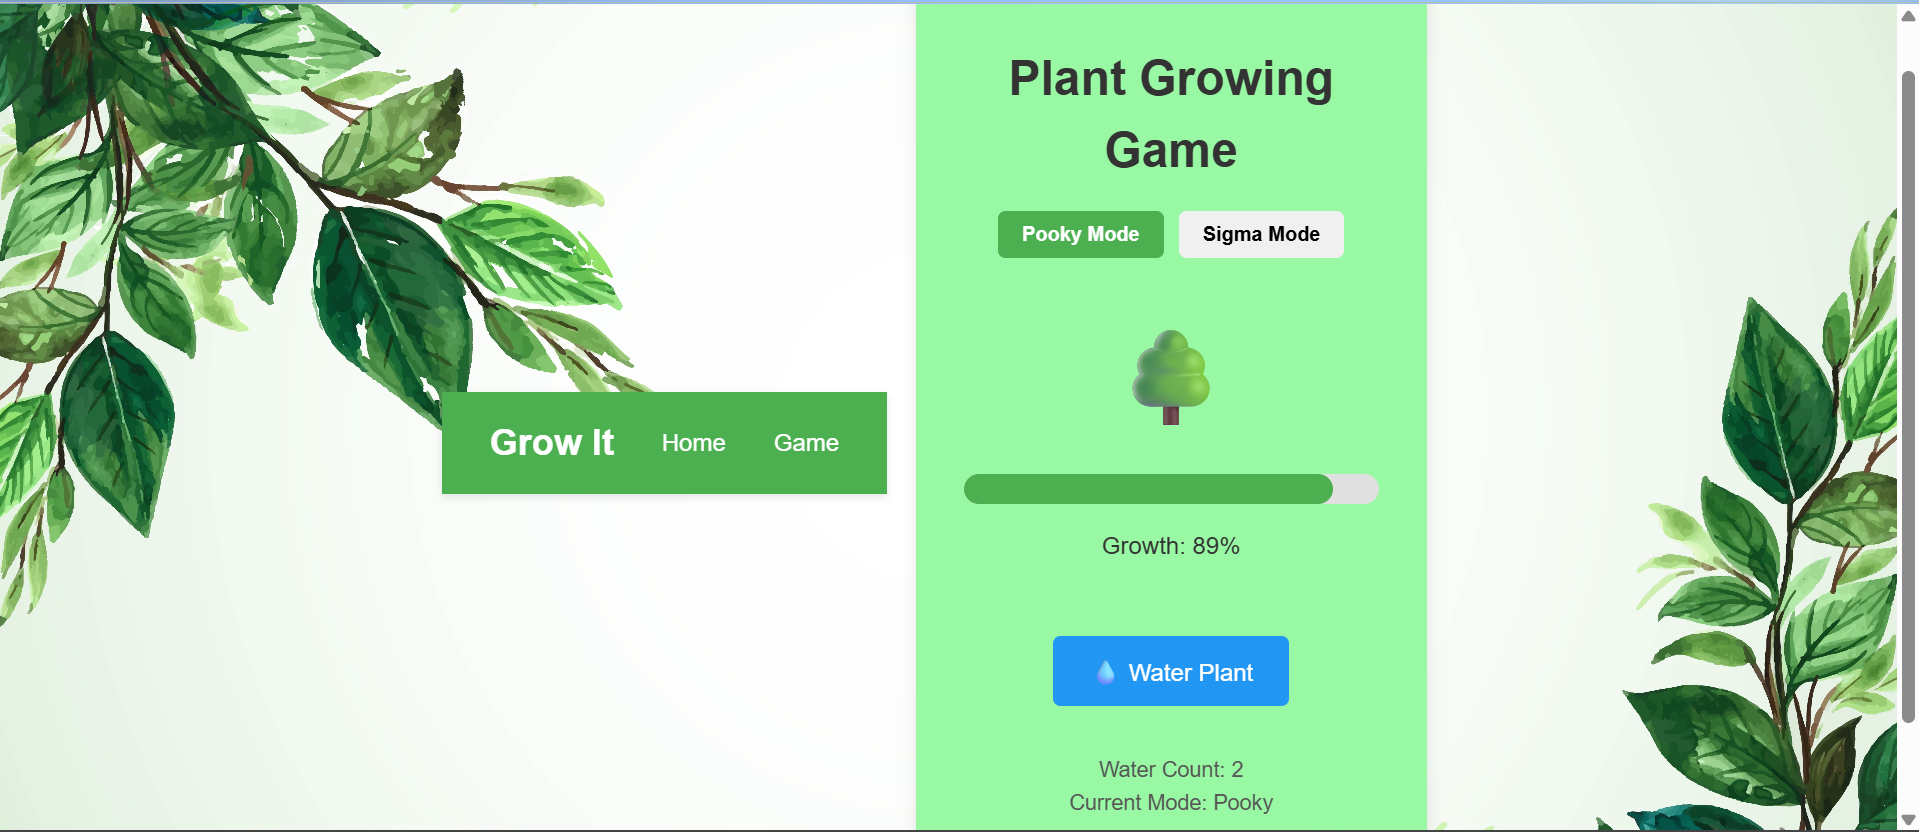 Plant Growing
Game
Pooky Mode
Sigma Mode
Grow It
Home
Game
Growth: 89%
Water Plant
Water Count: 2
Current Mode: Pooky